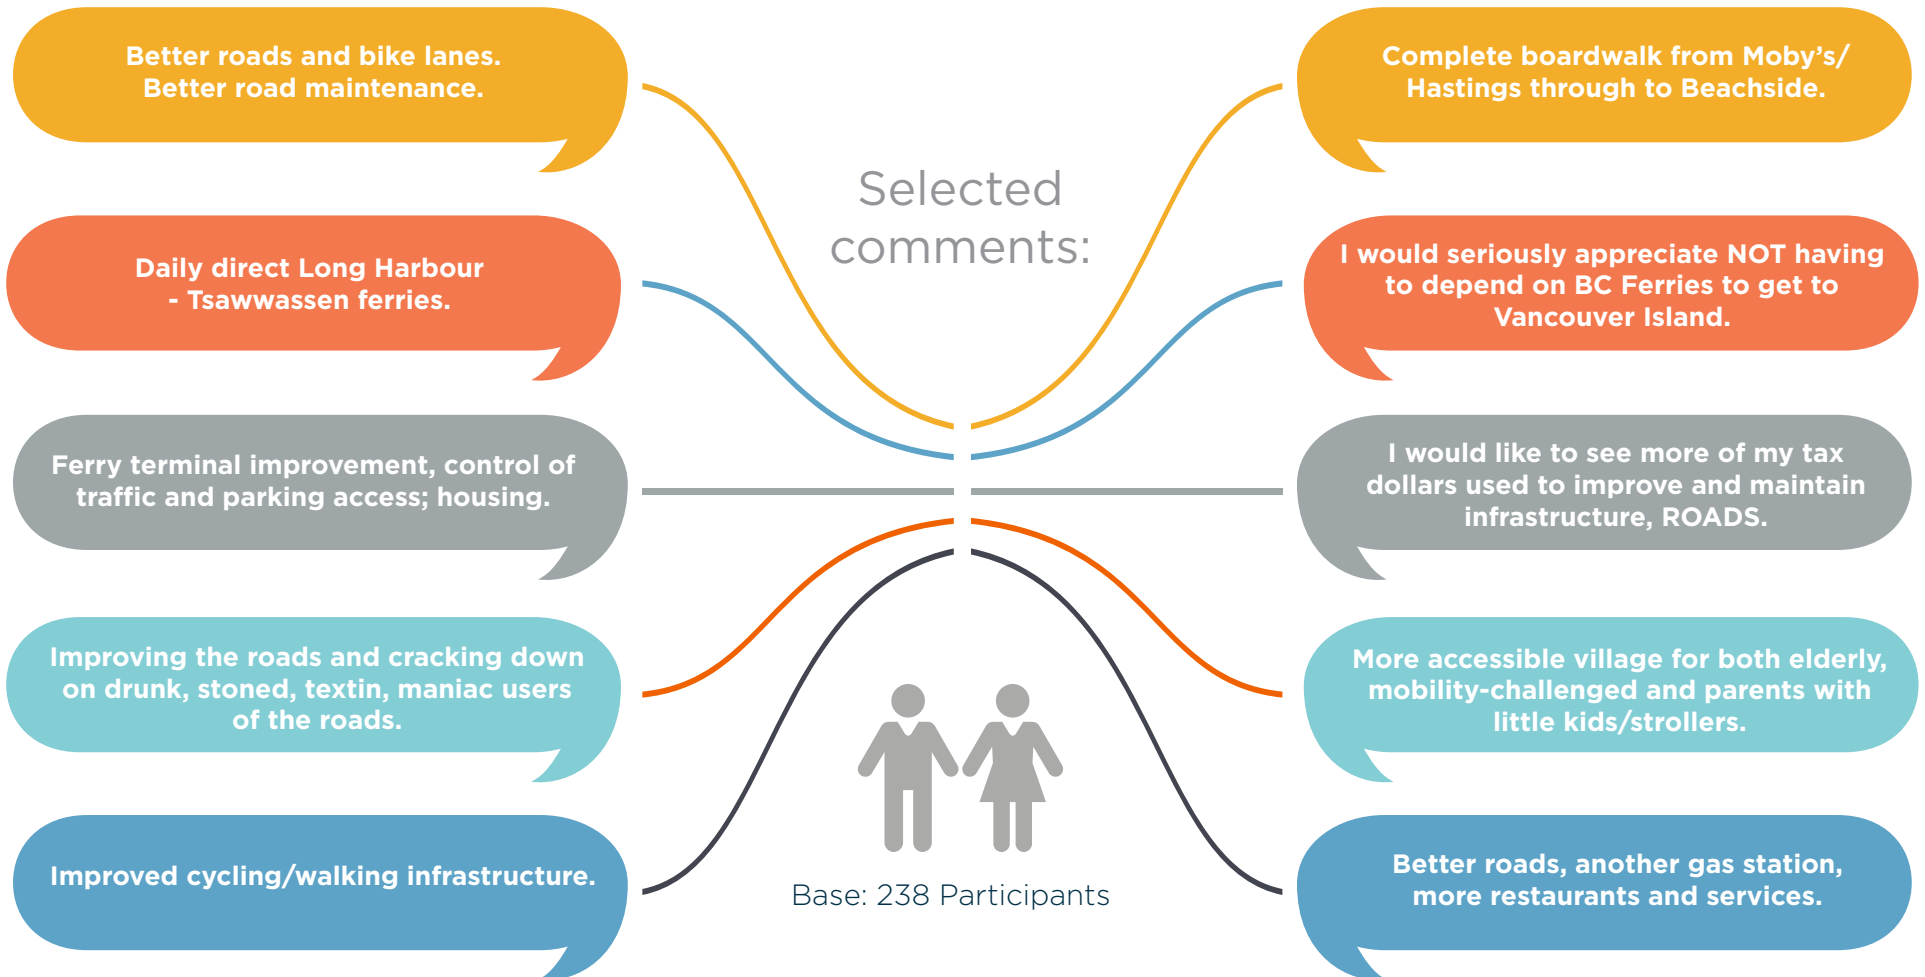 Better roads and bike lanes.
Better road maintenance.
Daily direct Long Harbour
- Tsawwassen ferries.
Ferry terminal improvement, control of
traffic and parking access; housing.
Improving the roads and cracking down
on drunk, stoned, textin, maniac users
of the roads.
Improved cycling/walking infrastructure.
Selected
comments:
Base: 238 Participants
Complete boardwalk from Moby’s/
Hastings through to Beachside.
I would seriously appreciate NOT having
to depend on BC Ferries to get to
Vancouver Island.
I would like to see more of my tax
dollars used to improve and maintain
infrastructure, ROADS.
More accessible village for both elderly,
mobility-challenged and parents with
little kids/strollers.
Better roads, another gas station,
more restaurants and services.